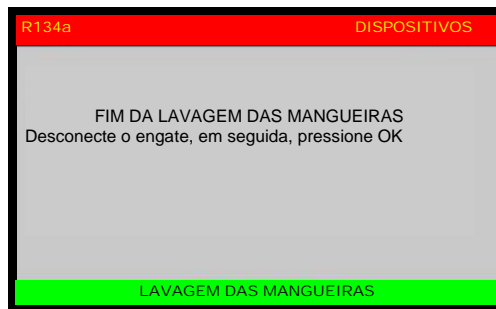 R134a DISPOSITIVOS
FIM DA LAVAGEM DAS MANGUEIRAS
Desconecte o engate, em seguida, pressione OK
LAVAGEM DAS MANGUEIRAS